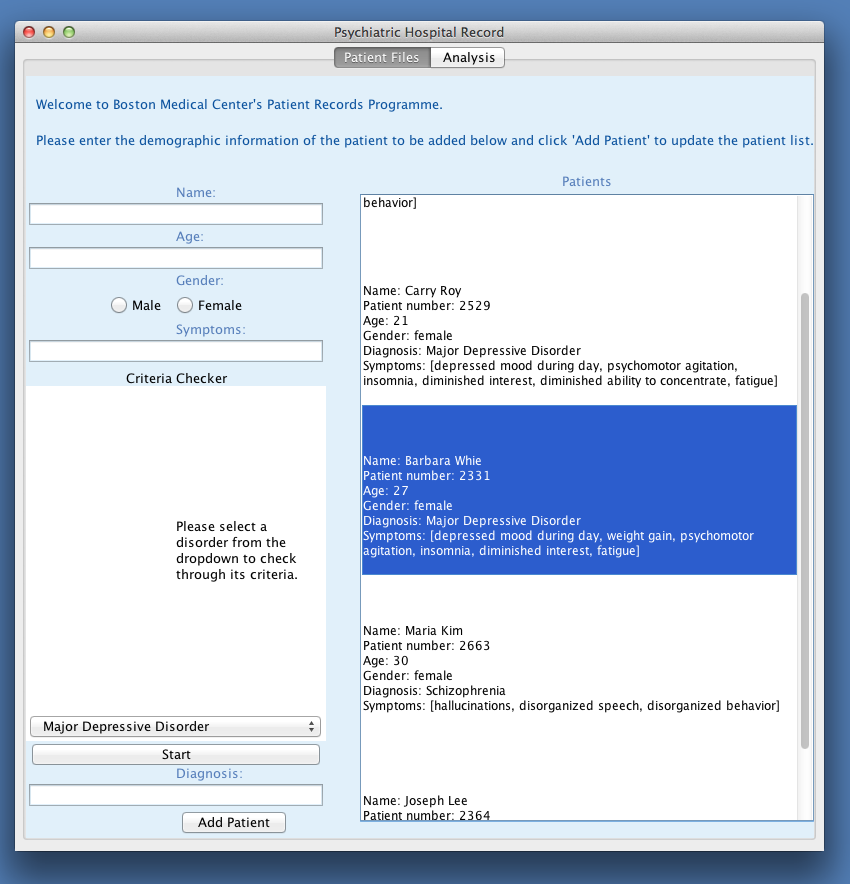 Psychiatric Hospital Record
Patient Files
Analysis
Welcome to Boston Medical Center's Patient Records Programme.
Please enter the demographic information of the patient to be added below and click 'Add Patient' to update the patient list.
Name:
Age:
Gender:
Male
Female
Symptoms:
Criteria Checker
Please select a
disorder from the
dropdown to check
through its criteria.
Major Depressive Disorder
Start
Diagnosis:
Add Patient
Patients
behavior]
Name: Carry Roy
Patient number: 2529
Age: 21
Gender: female
Diagnosis: Major Depressive Disorder
Symptoms: [depressed mood during day, psychomotor agitation,
insomnia, diminished interest, diminished ability to concentrate, fatigue]
Name: Barbara Whie
Patient number: 2331
Age: 27
Gender: female
Diagnosis: Major Depressive Disorder
Symptoms: [depressed mood during day, weight gain, psychomotor
agitation, insomnia, diminished interest, fatigue]
Name: Maria Kim
Patient number: 2663
Age: 30
Gender: female
Diagnosis: Schizophrenia
Symptoms: [hallucinations, disorganized speech, disorganized behavior]
Name: Joseph Lee
Patient number: 2364